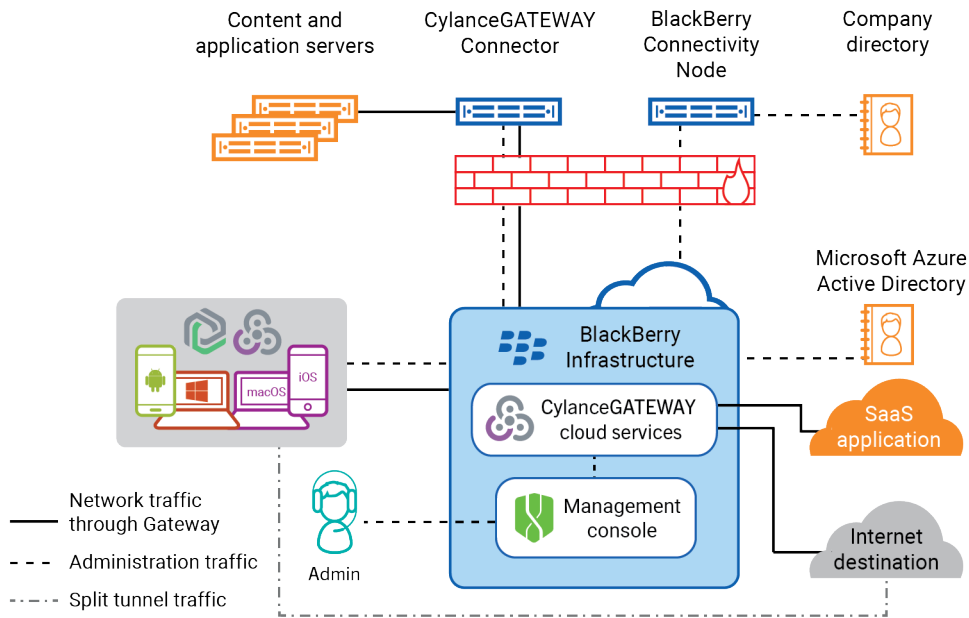 Content and
application servers
CylanceGATEWAY
Connector
BlackBerry
Connectivity
Node
Company
directory
Microsoft Azure
Active Directory
BlackBerry
Infrastructure
macOS
iOS
CylanceGATEWAY
cloud services
SaaS
application
Management
console
Internet
destination
Admin
Network traffic
through Gateway
Administration traffic
Split tunnel traffic